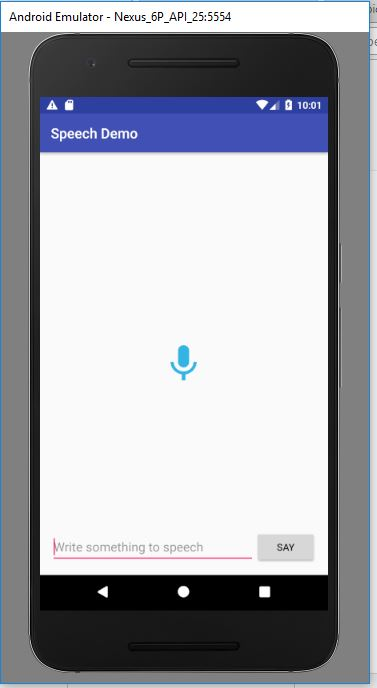 Android Emulator - Nexus_6P_API_25:5554
10:01
Speech Demo
Write something to speech
SAY